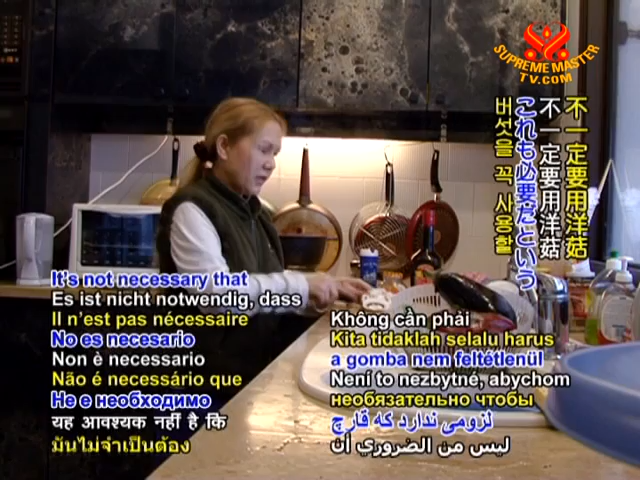 SUPREME MASTER
TV.COM
不一定要用洋菇
不一定要用洋菇
これも必要だという
버섯을 꼭 사용할
It's not necessary that
Es ist nicht notwendig, dass
Il n'est pas nécessaire
No es necesario
Non è necessario
Não é necessário que
Не е необходимо
यह आवश्यक नहीं है कि
มันไม่จำเป็นต้อง
Không cần phải
Kita tidaklah selalu harus
a gomba nem feltétlenül
Není to nezbytné, abychom
необязательно чтобы
لزومی ندارد که قارچ
ليس من الضروري أن